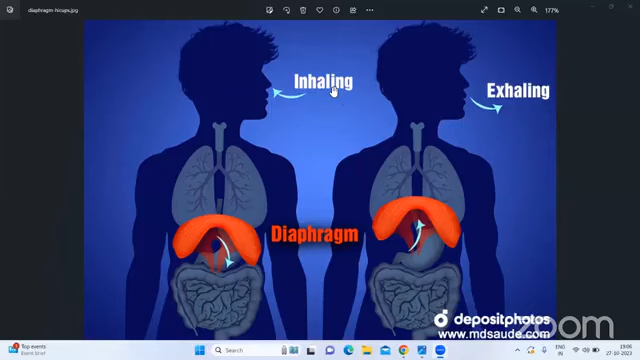 diaphragm-hicups.jpg
177%
Inhaling
Exhaling
Diaphragm
depositphotos
www.mdsaude.com
zoom
Top events
Event brief
Search
ENG
IN
19:06
27-10-2023